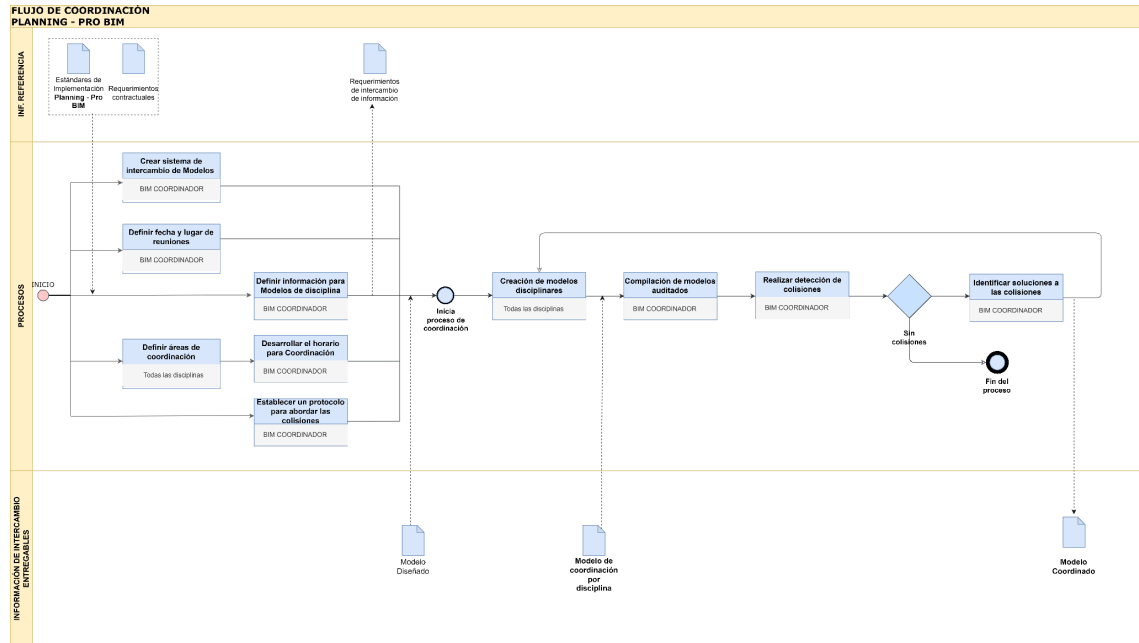 FLUJO DE COORDINACIÓN
PLANNING - PRO BIM
INF. REFERENCIA
Estándares de
Implementación
Planning - Pro
BIM
Requerimientos
contractuales
Requerimientos
de intercambio
de información
PROCESOS
INICIO
Crear sistema de
intercambio de Modelos
BIM COORDINADOR
Definir fecha y lugar de
reuniones
BIM COORDINADOR
Definir información para
Modelos de disciplina
BIM COORDINADOR
Definir áreas de
coordinación
Todas las disciplinas
Desarrollar el horario
para Coordinación
BIM COORDINADOR
Establecer un protocolo
para abordar las
colisiones
BIM COORDINADOR
Inicia
proceso de
coordinación
Creación de modelos
disciplinares
Todas las disciplinas
Compilación de modelos
auditados
BIM COORDINADOR
Realizar detección de
colisiones
BIM COORDINADOR
Sin
colisiones
Identificar soluciones a
las colisiones
BIM COORDINADOR
Fin del
proceso
INFORMACIÓN DE INTERCAMBIO
ENTREGABLES
Modelo
Diseñado
Modelo de
coordinación
por
disciplina
Modelo
Coordinado